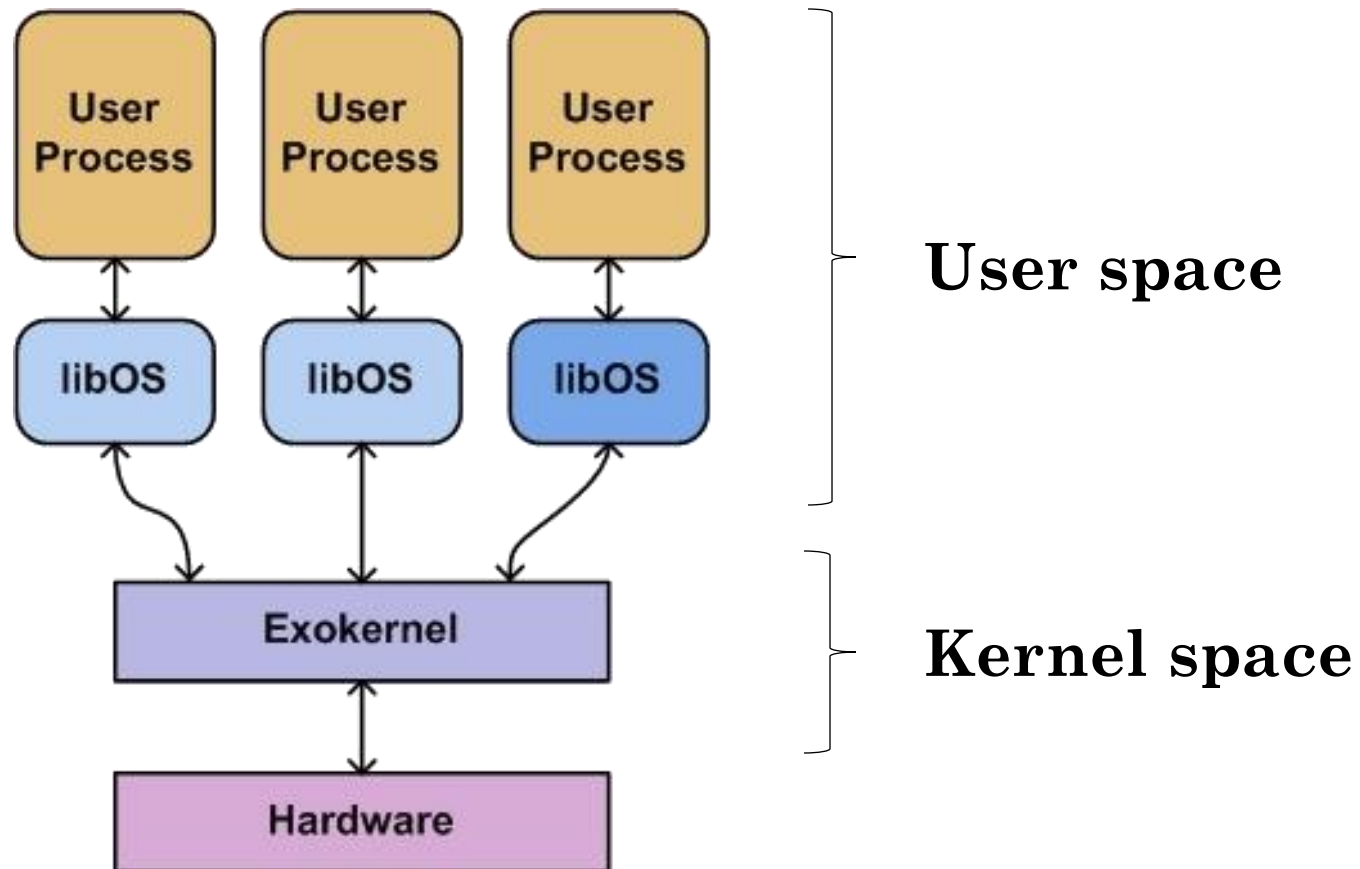 User
Process
User
Process
User
Process
User space
libOS
libOS
libOS
Exokernel
Kernel space
Hardware